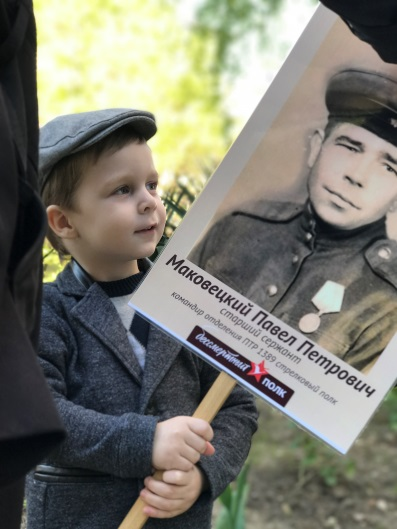 Маковецкий Павел Петрович
старший сержант
командир отделения ПТР 1389 стрелковый полк
бессмертный полк